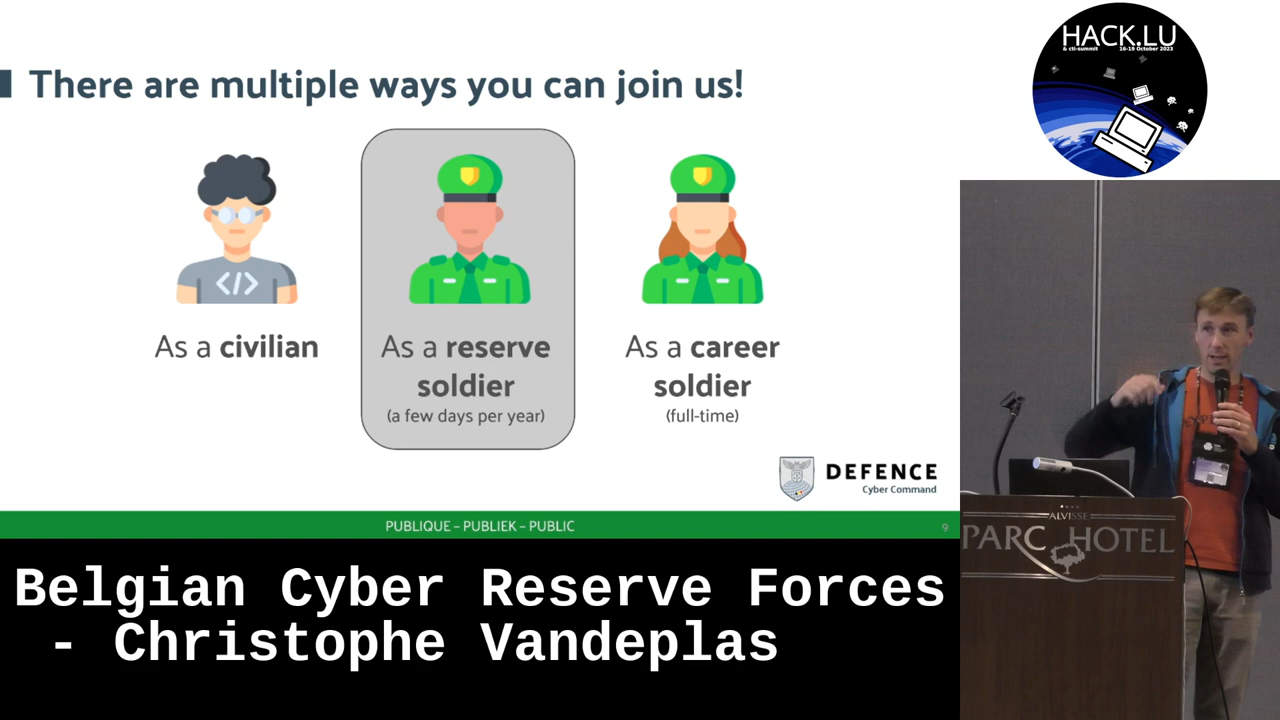 There are multiple ways you can join us!
</>
As a civilian
As a reserve
soldier
(a few days per year)
As a career
soldier
(full-time)
DEFENCE
Cyber Command
PUBLIQUE – PUBLIEK – PUBLIC
9
HACK.LU
& cti-summit 16-19 October 2023
ALVISSE
PARC HOTEL
Belgian Cyber Reserve Forces
- Christophe Vandeplas